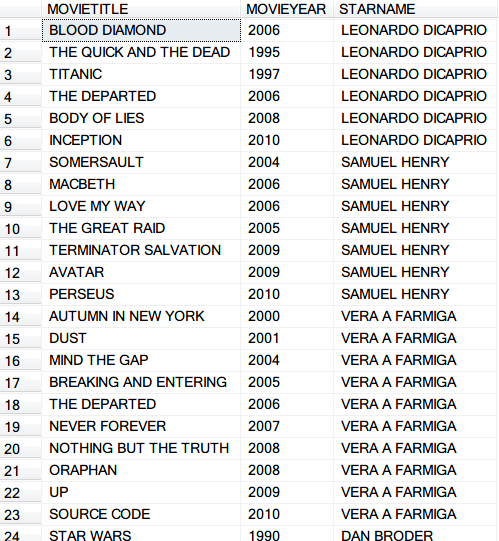 MOVIETITLE MOVIEYEAR STARNAME
1 BLOOD DIAMOND 2006 LEONARDO DICAPRIO
2 THE QUICK AND THE DEAD 1995 LEONARDO DICAPRIO
3 TITANIC 1997 LEONARDO DICAPRIO
4 THE DEPARTED 2006 LEONARDO DICAPRIO
5 BODY OF LIES 2008 LEONARDO DICAPRIO
6 INCEPTION 2010 LEONARDO DICAPRIO
7 SOMERSAULT 2004 SAMUEL HENRY
8 MACBETH 2006 SAMUEL HENRY
9 LOVE MY WAY 2006 SAMUEL HENRY
10 THE GREAT RAID 2005 SAMUEL HENRY
11 TERMINATOR SALVATION 2009 SAMUEL HENRY
12 AVATAR 2009 SAMUEL HENRY
13 PERSEUS 2010 SAMUEL HENRY
14 AUTUMN IN NEW YORK 2000 VERA A FARMIGA
15 DUST 2001 VERA A FARMIGA
16 MIND THE GAP 2004 VERA A FARMIGA
17 BREAKING AND ENTERING 2005 VERA A FARMIGA
18 THE DEPARTED 2006 VERA A FARMIGA
19 NEVER FOREVER 2007 VERA A FARMIGA
20 NOTHING BUT THE TRUTH 2008 VERA A FARMIGA
21 ORAPHAN 2008 VERA A FARMIGA
22 UP 2009 VERA A FARMIGA
23 SOURCE CODE 2010 VERA A FARMIGA
24 STAR WARS 1990 DAN BRODER